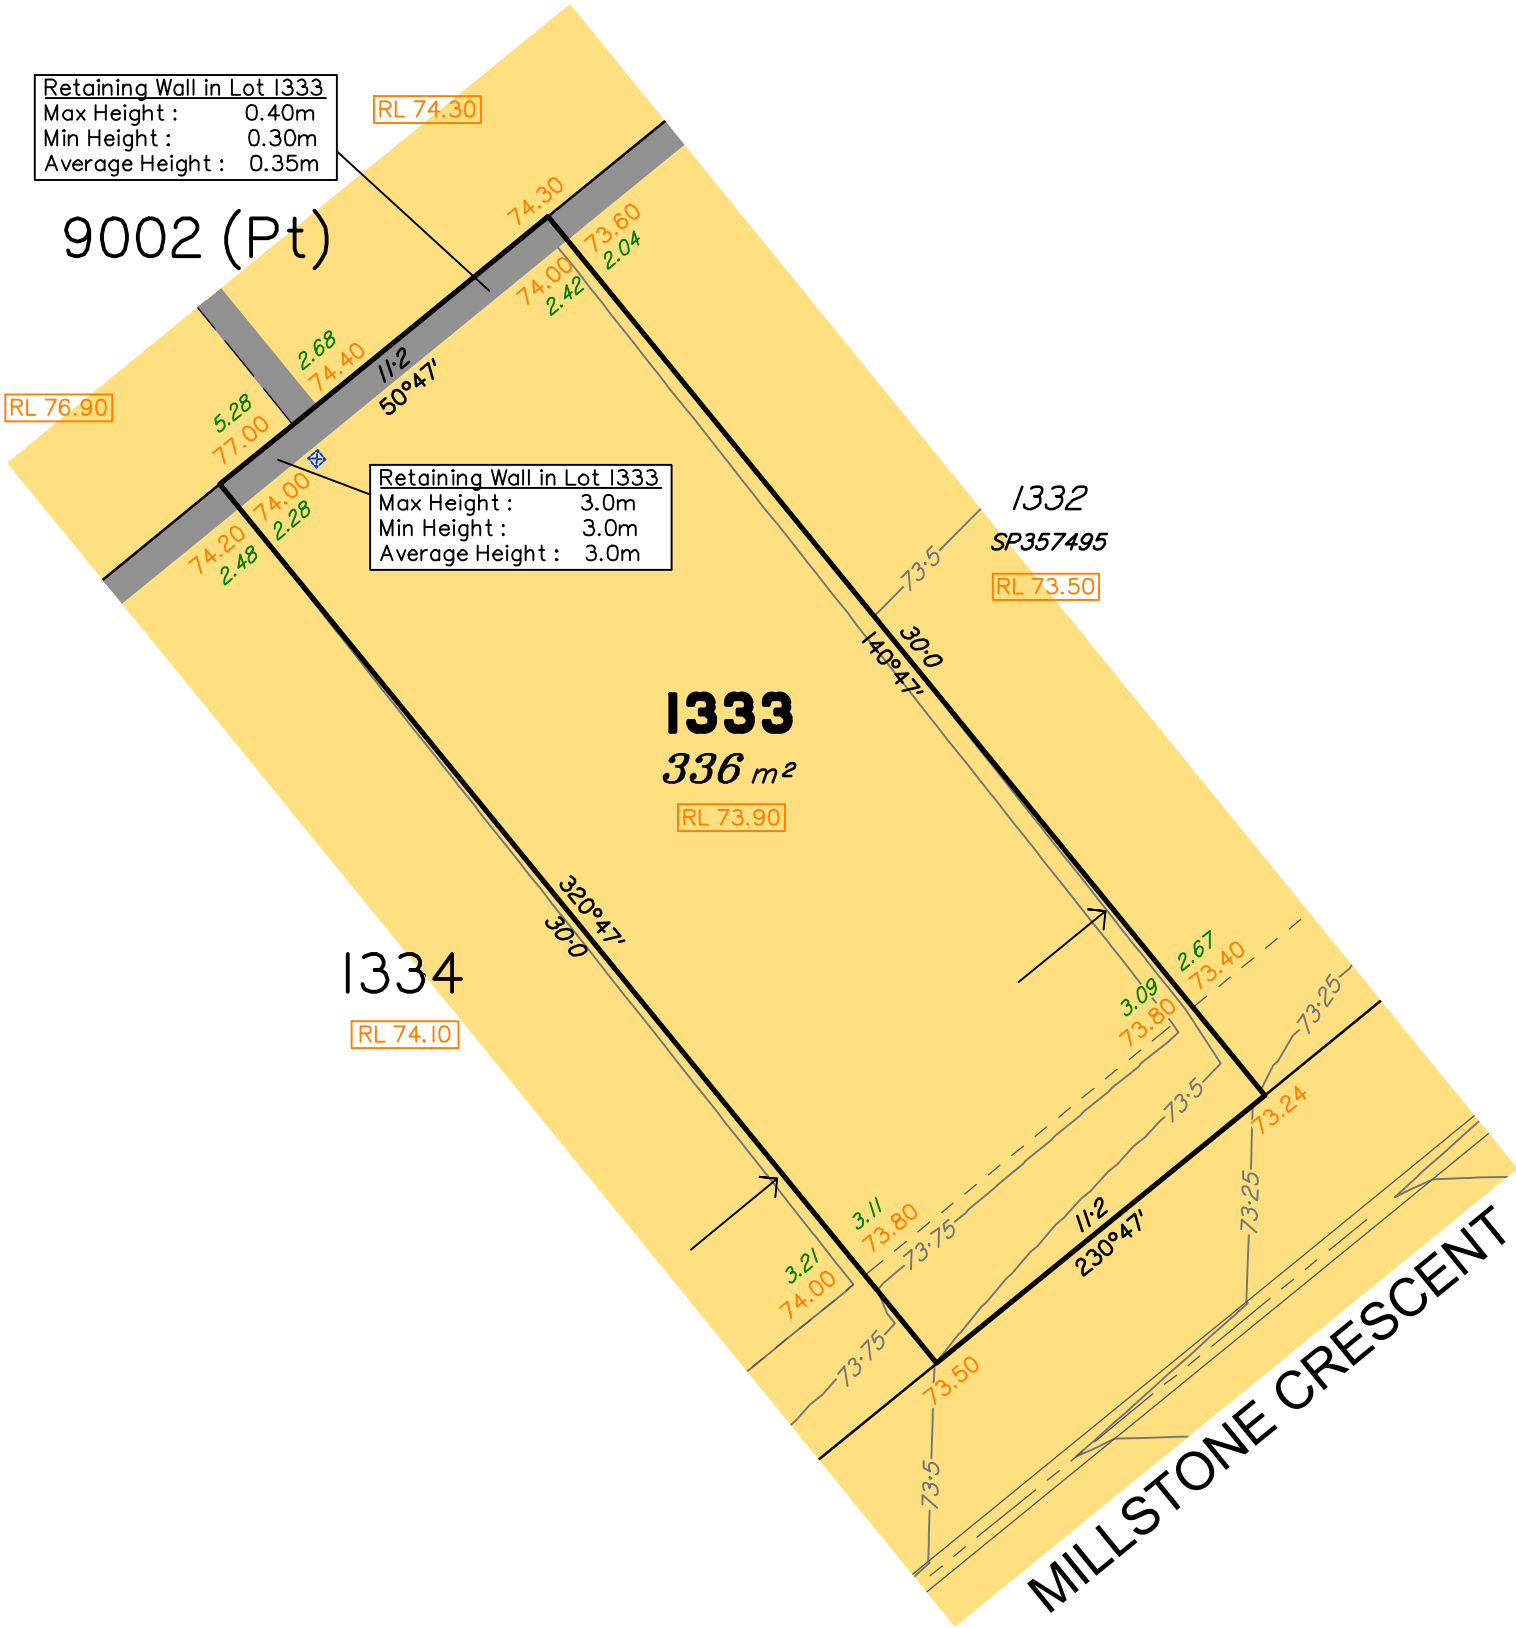 Retaining Wall in Lot 1333
Max Height : 0.40m
Min Height : 0.30m
Average Height : 0.35m
RL 74.30
9002 (Pt)
74.30
73.60
2.04
74.00
2.42
2.68
74.40
11·2
50°47'
RL 76.90
5.28
77.00
74.00
2.28
74.20
2.48
Retaining Wall in Lot 1333
Max Height : 3.0m
Min Height : 3.0m
Average Height : 3.0m
1332
SP357495
RL 73.50
73·5
30·0
140°47'
1333
336 m²
RL 73.90
320°47'
30·0
1334
RL 74.10
2.67
73.40
3.09
73.80
73·25
73·5
73.24
3.11
73.80
73·75
11·2
230°47'
73·25
3.21
74.00
73·75
73.50
73·5
MILLSTONE CRESCENT